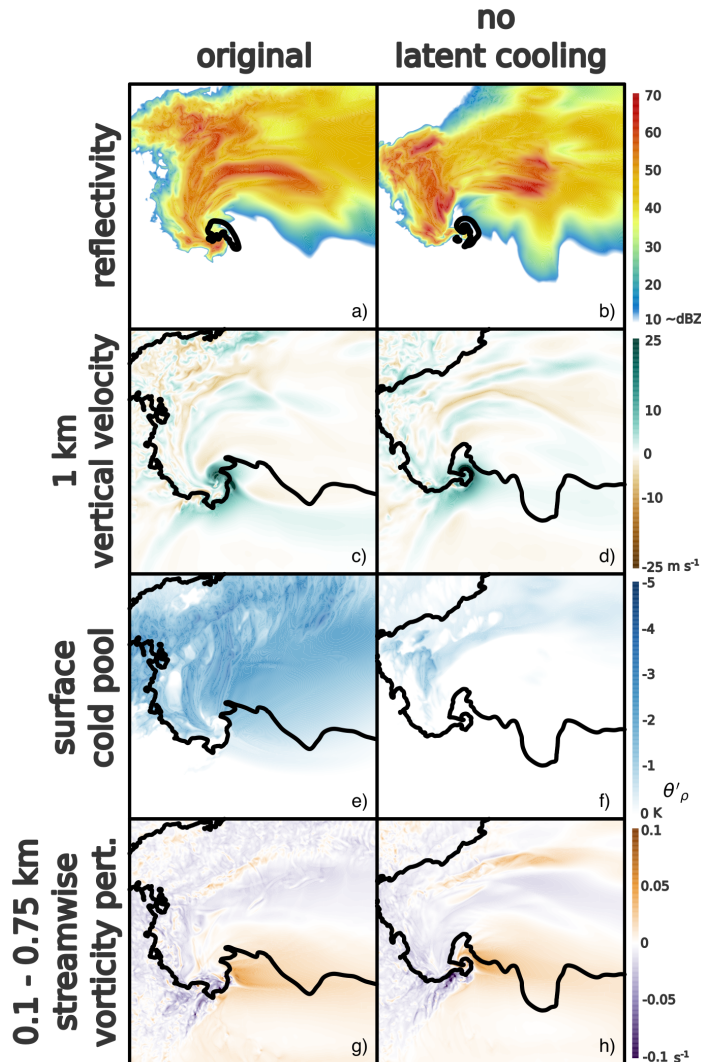 original
no
latent cooling
reflectivity
a)
b)
70
60
50
40
30
20
10 ~dBZ
1 km
vertical velocity
c)
d)
25
10
0
-10
-25 m s⁻¹
surface
cold pool
e)
f)
-5
-4
-3
-2
-1
θ'ρ
0 K
0.1 - 0.75 km
streamwise
vorticity pert.
g)
h)
0.1
0.05
0
-0.05
-0.1 s⁻¹